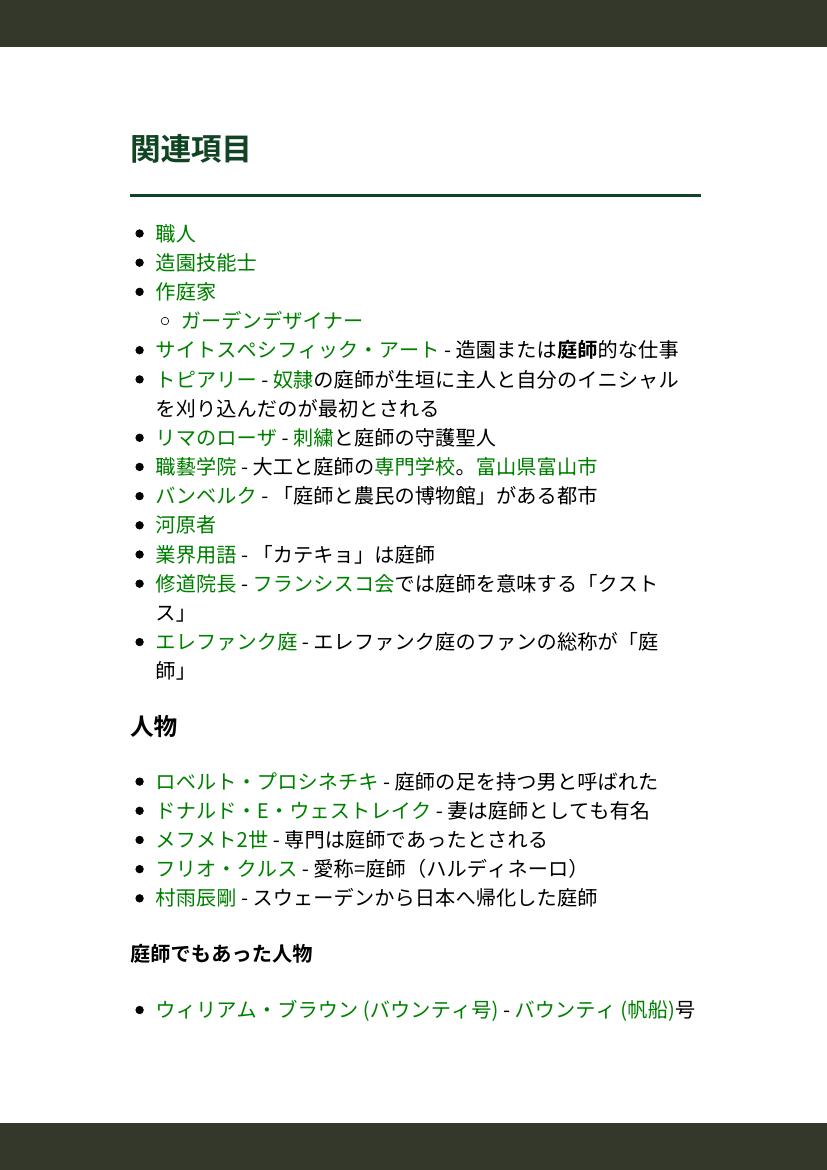 関連項目
職人
造園技能士
作庭家
ガーデンデザイナー
サイトスペシフィック・アート - 造園または庭師的な仕事
トピアリー - 奴隷の庭師が生垣に主人と自分のイニシャル
を刈り込んだのが最初とされる
リマのローザ - 刺繍と庭師の守護聖人
職藝学院 - 大工と庭師の専門学校。富山県富山市
バンベルク - 「庭師と農民の博物館」がある都市
河原者
業界用語 - 「カテキョ」は庭師
修道院長 - フランシスコ会では庭師を意味する「クスト
ス」
エレファンク庭 - エレファンク庭のファンの総称が「庭
師」
人物
ロベルト・プロシネチキ - 庭師の足を持つ男と呼ばれた
ドナルド・E・ウェストレイク - 妻は庭師としても有名
メフメト2世 - 専門は庭師であったとされる
フリオ・クルス - 愛称=庭師（ハルディネーロ）
村雨辰剛 - スウェーデンから日本へ帰化した庭師
庭師でもあった人物
ウィリアム・ブラウン (バウンティ号) - バウンティ (帆船)号